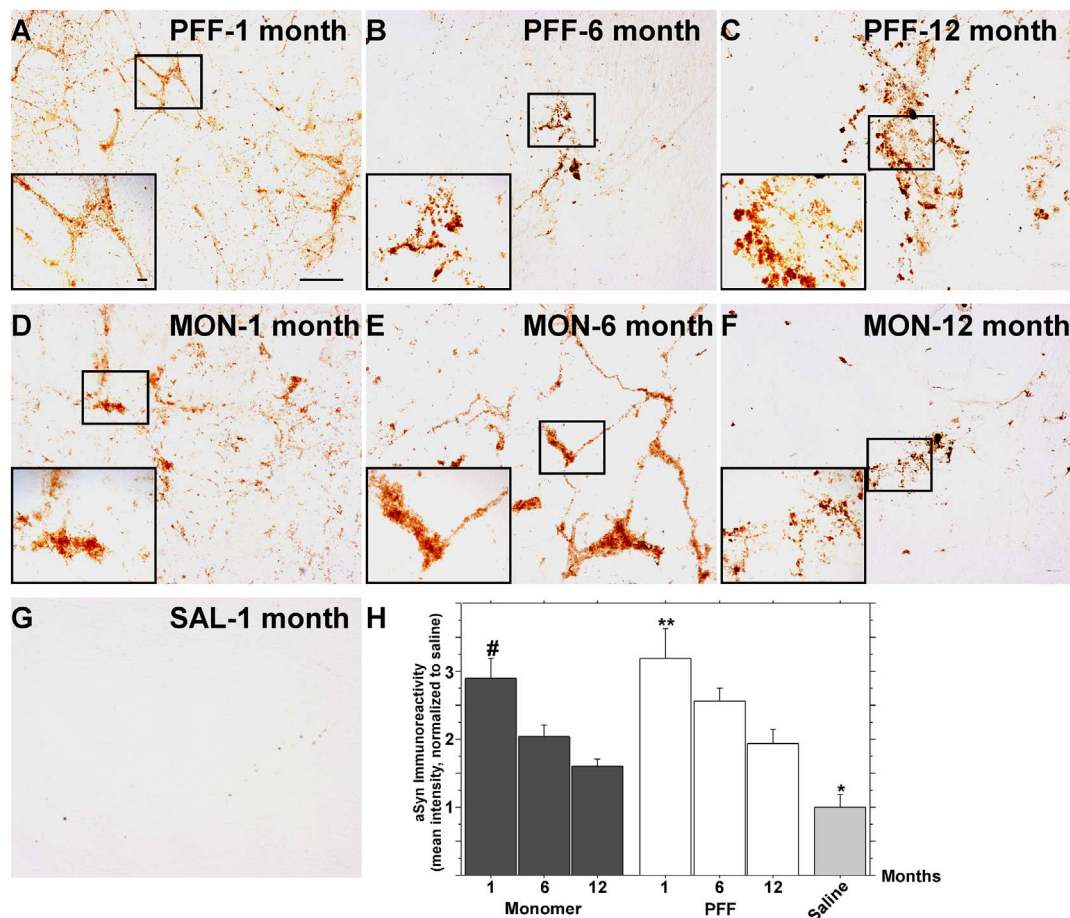 A PFF-1 month
B PFF-6 month
C PFF-12 month
D MON-1 month
E MON-6 month
F MON-12 month
G SAL-1 month
H
aSyn Immunoreactivity
(mean intensity, normalized to saline)
3
2
1
#
**
*
1 6 12 1 6 12 Saline
Months
Monomer PFF